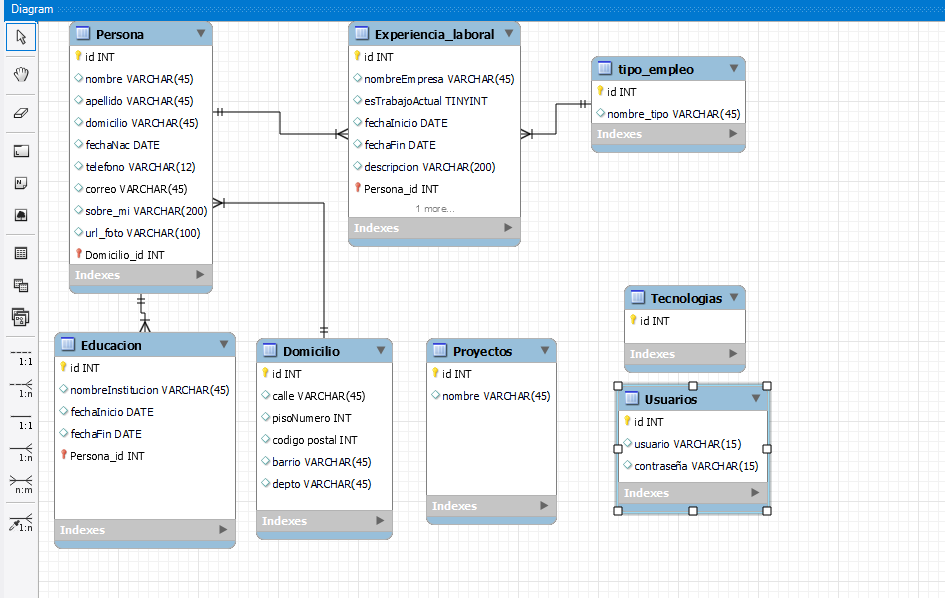 Diagram
Persona
id INT
nombre VARCHAR(45)
apellido VARCHAR(45)
domicilio VARCHAR(45)
fechaNac DATE
telefono VARCHAR(12)
correo VARCHAR(45)
sobre_mi VARCHAR(200)
url_foto VARCHAR(100)
Domicilio_id INT
Indexes
Experiencia_laboral
id INT
nombreEmpresa VARCHAR(45)
esTrabajoActual TINYINT
fechaInicio DATE
fechaFin DATE
descripcion VARCHAR(200)
Persona_id INT
1 more...
Indexes
tipo_empleo
id INT
nombre_tipo VARCHAR(45)
Indexes
Tecnologias
id INT
Indexes
Educacion
id INT
nombreInstitucion VARCHAR(45)
fechaInicio DATE
fechaFin DATE
Persona_id INT
Indexes
Domicilio
id INT
calle VARCHAR(45)
pisoNumero INT
codigo postal INT
barrio VARCHAR(45)
depto VARCHAR(45)
Indexes
Proyectos
id INT
nombre VARCHAR(45)
Indexes
Usuarios
id INT
usuario VARCHAR(15)
contraseña VARCHAR(15)
Indexes
1:1
1:n
1:1
1:n
n:m
1:n